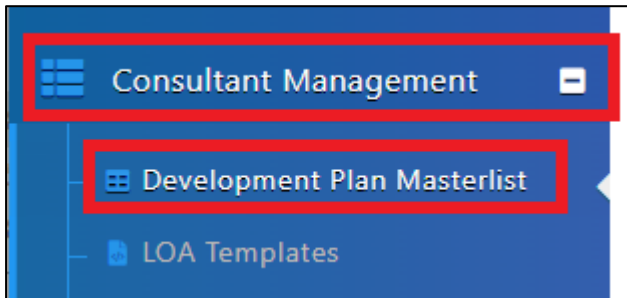 Consultant Management
Development Plan Masterlist
LOA Templates